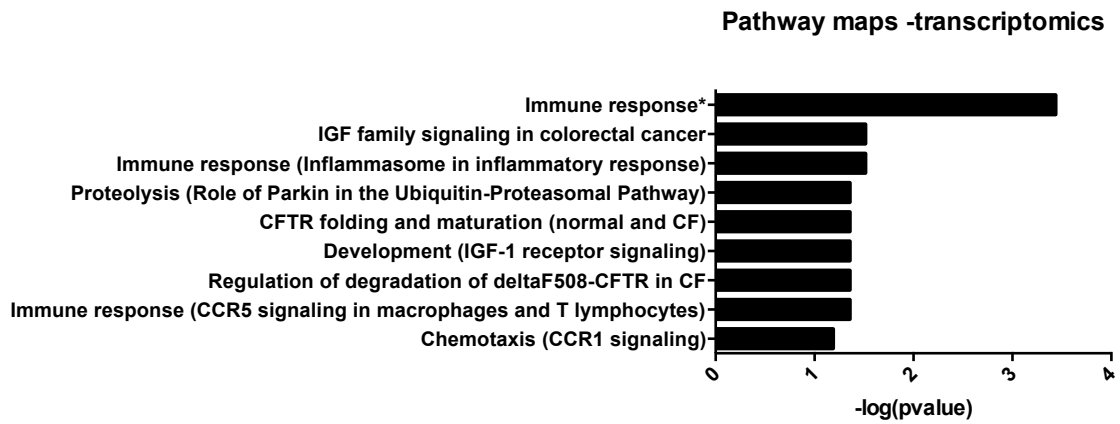 Pathway maps -transcriptomics
Immune response*
IGF family signaling in colorectal cancer
Immune response (Inflammasome in inflammatory response)
Proteolysis (Role of Parkin in the Ubiquitin-Proteasomal Pathway)
CFTR folding and maturation (normal and CF)
Development (IGF-1 receptor signaling)
Regulation of degradation of deltaF508-CFTR in CF
Immune response (CCR5 signaling in macrophages and T lymphocytes)
Chemotaxis (CCR1 signaling)
0 1 2 3 4
-log(pvalue)